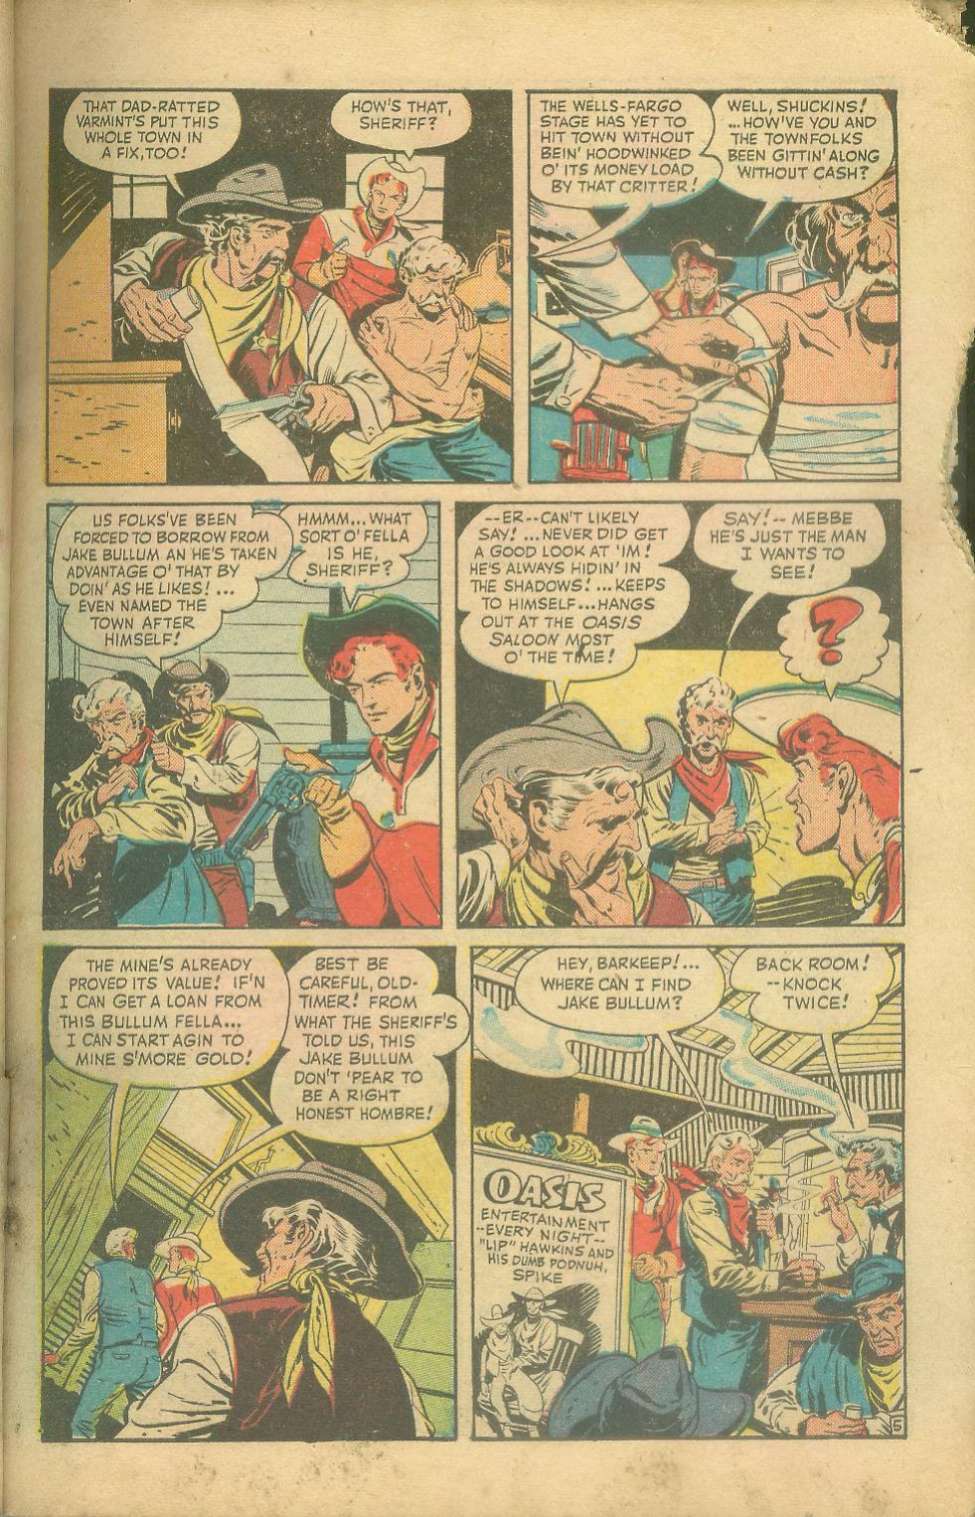 THAT DAD-RATTED
VARMINT'S PUT THIS
WHOLE TOWN IN
A FIX, TOO!
HOW'S THAT,
SHERIFF?
THE WELLS-FARGO
STAGE HAS YET TO
HIT TOWN WITHOUT
BEIN' HOODWINKED
O' ITS MONEY LOAD
BY THAT CRITTER!
WELL, SHUCKINS!
...HOW'VE YOU AND
THE TOWNFOLKS
BEEN GITTIN' ALONG
WITHOUT CASH?
US FOLKS'VE BEEN
FORCED TO BORROW FROM
JAKE BULLUM AN HE'S TAKEN
ADVANTAGE O' THAT BY
DOIN' AS HE LIKES!...
EVEN NAMED THE
TOWN AFTER
HIMSELF!
HMMM...WHAT
SORT O' FELLA
IS HE,
SHERIFF?
--ER--CAN'T LIKELY
SAY!...NEVER DID GET
A GOOD LOOK AT 'IM!
HE'S ALWAYS HIDIN' IN
THE SHADOWS!...KEEPS
TO HIMSELF...HANGS
OUT AT THE OASIS
SALOON MOST
O' THE TIME!
SAY!-- MEBBE
HE'S JUST THE MAN
I WANTS TO
SEE!
?
THE MINE'S ALREADY
PROVED ITS VALUE! IF'N
I CAN GET A LOAN FROM
THIS BULLUM FELLA...
I CAN START AGIN TO
MINE S'MORE GOLD!
BEST BE
CAREFUL, OLD-
TIMER! FROM
WHAT THE SHERIFF'S
TOLD US, THIS
JAKE BULLUM
DON'T 'PEAR TO
BE A RIGHT
HONEST HOMBRE!
HEY, BARKEEP!...
WHERE CAN I FIND
JAKE BULLUM?
BACK ROOM!
--KNOCK
TWICE!
OASIS
ENTERTAINMENT
--EVERY NIGHT--
"LIP" HAWKINS AND
HIS DUMB PODNUH,
SPIKE
5